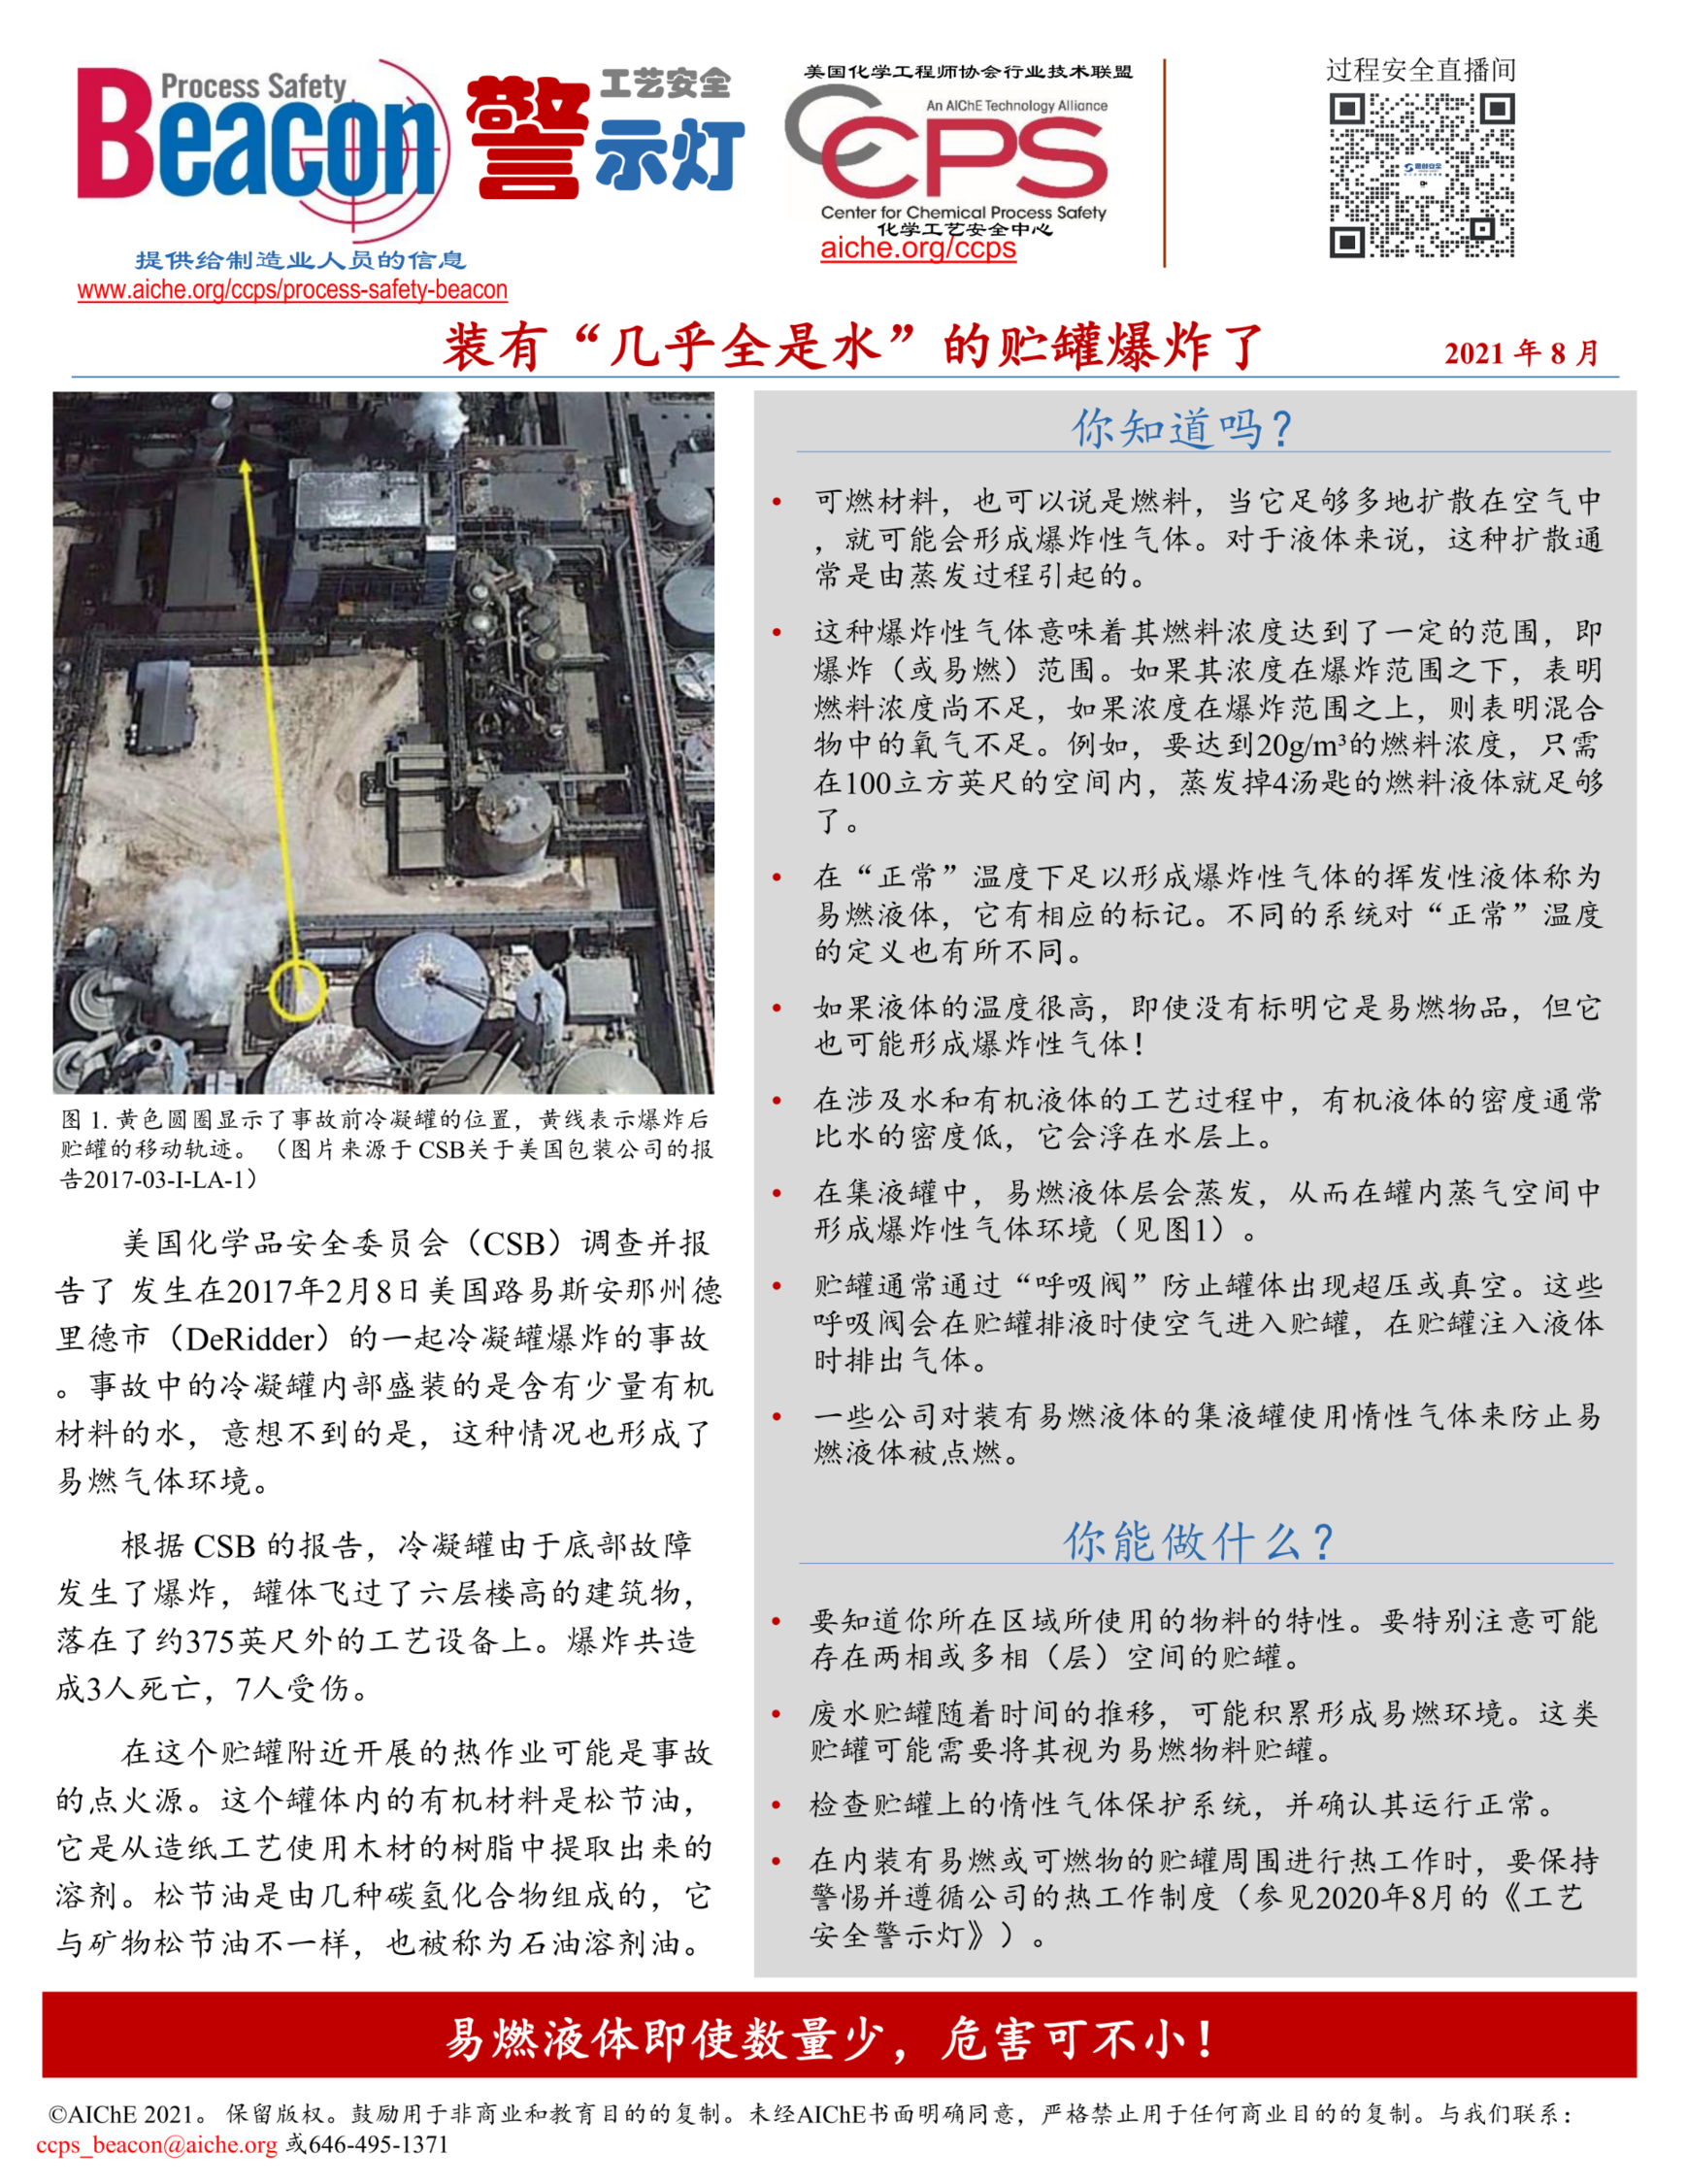 Process Safety
Beacon
警
工艺安全
示灯
提供给制造业人员的信息
www.aiche.org/ccps/process-safety-beacon
美国化学工程师协会行业技术联盟
An AIChE Technology Alliance
CCPS
Center for Chemical Process Safety
化学工艺安全中心
aiche.org/ccps
过程安全直播间
装有“几乎全是水”的贮罐爆炸了
2021 年 8 月
图 1. 黄色圆圈显示了事故前冷凝罐的位置，黄线表示爆炸后
贮罐的移动轨迹。（图片来源于 CSB关于美国包装公司的报
告2017-03-I-LA-1）
美国化学品安全委员会（CSB）调查并报
告了 发生在2017年2月8日美国路易斯安那州德
里德市（DeRidder）的一起冷凝罐爆炸的事故
。事故中的冷凝罐内部盛装的是含有少量有机
材料的水，意想不到的是，这种情况也形成了
易燃气体环境。
根据 CSB 的报告，冷凝罐由于底部故障
发生了爆炸，罐体飞过了六层楼高的建筑物，
落在了约375英尺外的工艺设备上。爆炸共造
成3人死亡，7人受伤。
在这个贮罐附近开展的热作业可能是事故
的点火源。这个罐体内的有机材料是松节油，
它是从造纸工艺使用木材的树脂中提取出来的
溶剂。松节油是由几种碳氢化合物组成的，它
与矿物松节油不一样，也被称为石油溶剂油。
你知道吗？
• 可燃材料，也可以说是燃料，当它足够多地扩散在空气中
，就可能会形成爆炸性气体。对于液体来说，这种扩散通
常是由蒸发过程引起的。
• 这种爆炸性气体意味着其燃料浓度达到了一定的范围，即
爆炸（或易燃）范围。如果其浓度在爆炸范围之下，表明
燃料浓度尚不足，如果浓度在爆炸范围之上，则表明混合
物中的氧气不足。例如，要达到20g/m³的燃料浓度，只需
在100立方英尺的空间内，蒸发掉4汤匙的燃料液体就足够
了。
• 在“正常”温度下足以形成爆炸性气体的挥发性液体称为
易燃液体，它有相应的标记。不同的系统对“正常”温度
的定义也有所不同。
• 如果液体的温度很高，即使没有标明它是易燃物品，但它
也可能形成爆炸性气体！
• 在涉及水和有机液体的工艺过程中，有机液体的密度通常
比水的密度低，它会浮在水层上。
• 在集液罐中，易燃液体层会蒸发，从而在罐内蒸气空间中
形成爆炸性气体环境（见图1）。
• 贮罐通常通过“呼吸阀”防止罐体出现超压或真空。这些
呼吸阀会在贮罐排液时使空气进入贮罐，在贮罐注入液体
时排出气体。
• 一些公司对装有易燃液体的集液罐使用惰性气体来防止易
燃液体被点燃。
你能做什么？
• 要知道你所在区域所使用的物料的特性。要特别注意可能
存在两相或多相（层）空间的贮罐。
• 废水贮罐随着时间的推移，可能积累形成易燃环境。这类
贮罐可能需要将其视为易燃物料贮罐。
• 检查贮罐上的惰性气体保护系统，并确认其运行正常。
• 在内装有易燃或可燃物的贮罐周围进行热工作时，要保持
警惕并遵循公司的热工作制度（参见2020年8月的《工艺
安全警示灯》）。
易燃液体即使数量少，危害可不小！
©AIChE 2021。 保留版权。鼓励用于非商业和教育目的的复制。未经AIChE书面明确同意，严格禁止用于任何商业目的的复制。与我们联系：
ccps_beacon@aiche.org 或646-495-1371